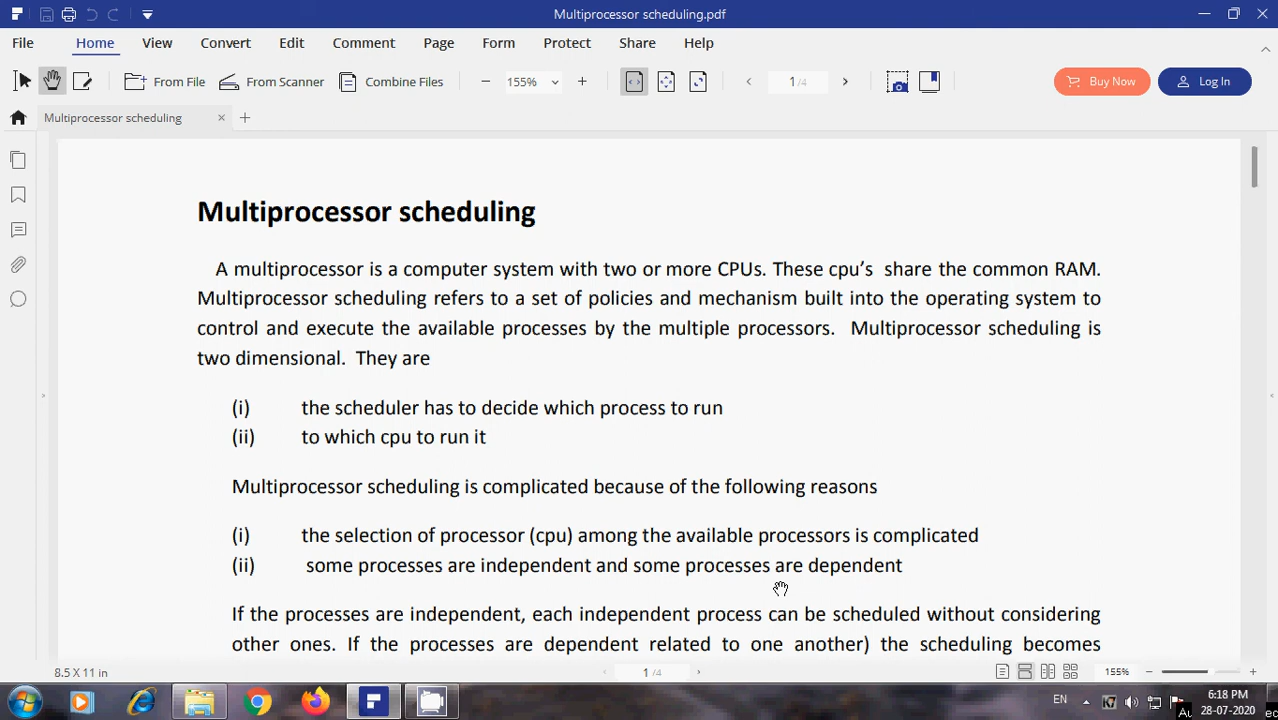 Multiprocessor scheduling.pdf
File Home View Convert Edit Comment Page Form Protect Share Help
From File From Scanner Combine Files 155% 1/4 Buy Now Log In
Multiprocessor scheduling
Multiprocessor scheduling
A multiprocessor is a computer system with two or more CPUs. These cpu's share the common RAM.
Multiprocessor scheduling refers to a set of policies and mechanism built into the operating system to
control and execute the available processes by the multiple processors. Multiprocessor scheduling is
two dimensional. They are
(i) the scheduler has to decide which process to run
(ii) to which cpu to run it
Multiprocessor scheduling is complicated because of the following reasons
(i) the selection of processor (cpu) among the available processors is complicated
(ii) some processes are independent and some processes are dependent
If the processes are independent, each independent process can be scheduled without considering
other ones. If the processes are dependent related to one another) the scheduling becomes
8.5 X 11 in 1/4 155%
EN 6:18 PM
28-07-2020